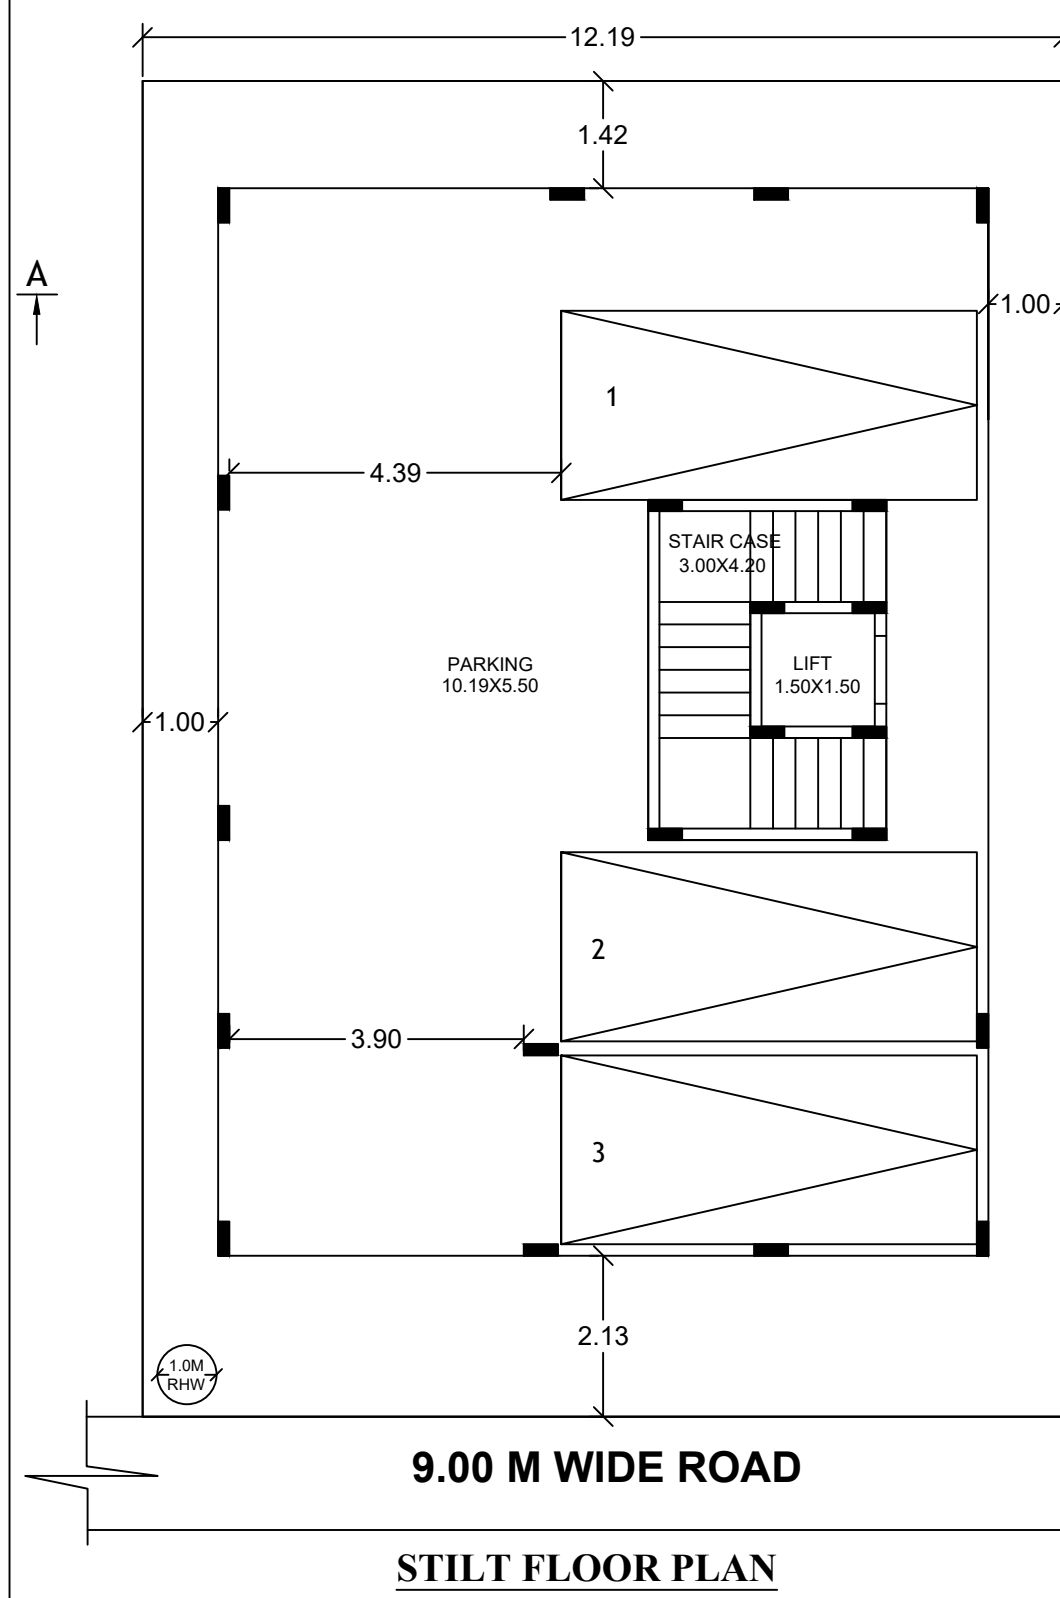 12.19
1.42
A
1.00
1
4.39
STAIR CASE
3.00X4.20
PARKING
10.19X5.50
LIFT
1.50X1.50
1.00
2
3.90
3
2.13
1.0M
RHW
9.00 M WIDE ROAD
STILT FLOOR PLAN